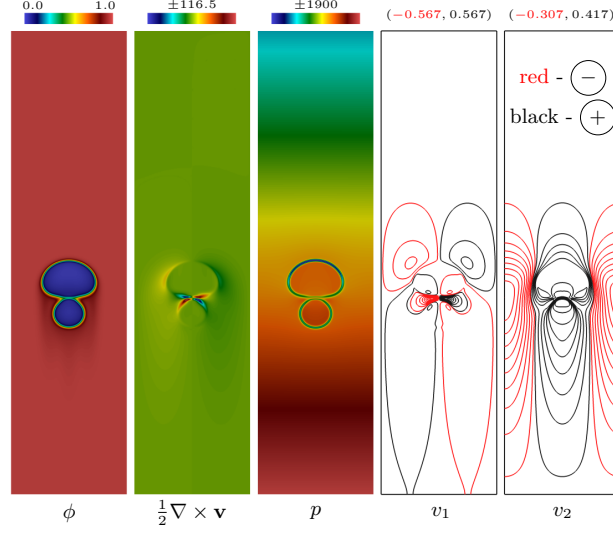 0.0 1.0 ±116.5 ±1900 (−0.567, 0.567) (−0.307, 0.417)
red - −
black - +
ϕ ½∇ × v p v₁ v₂